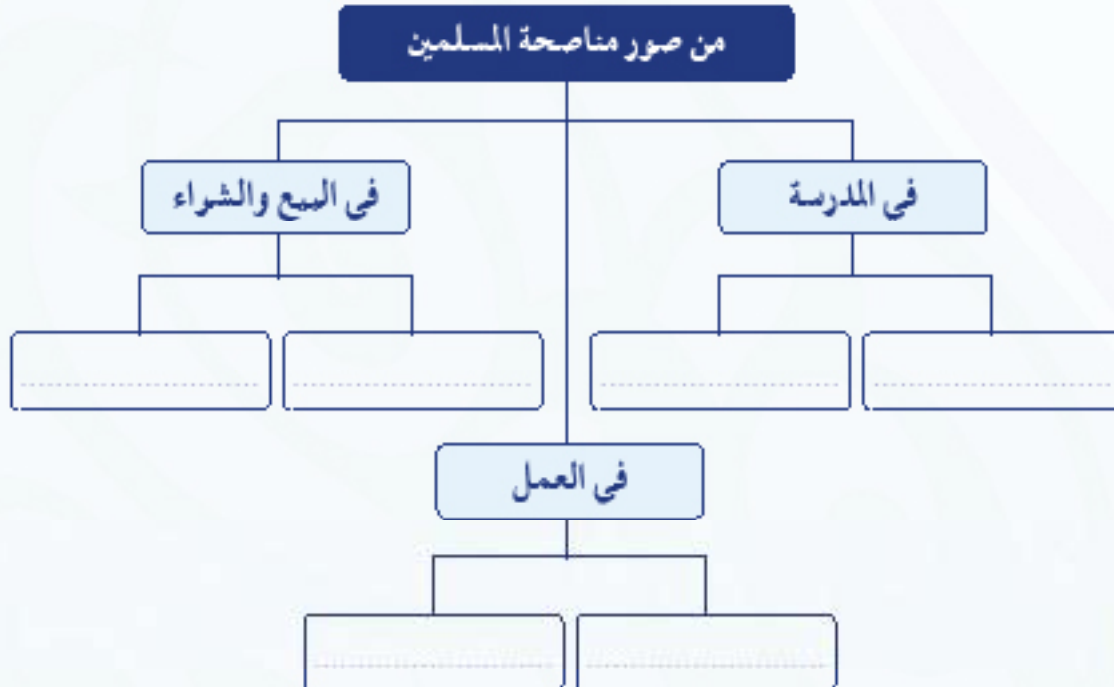 من صور مناصحة المسلمين
في المدرسة
في البيع والشراء
في العمل